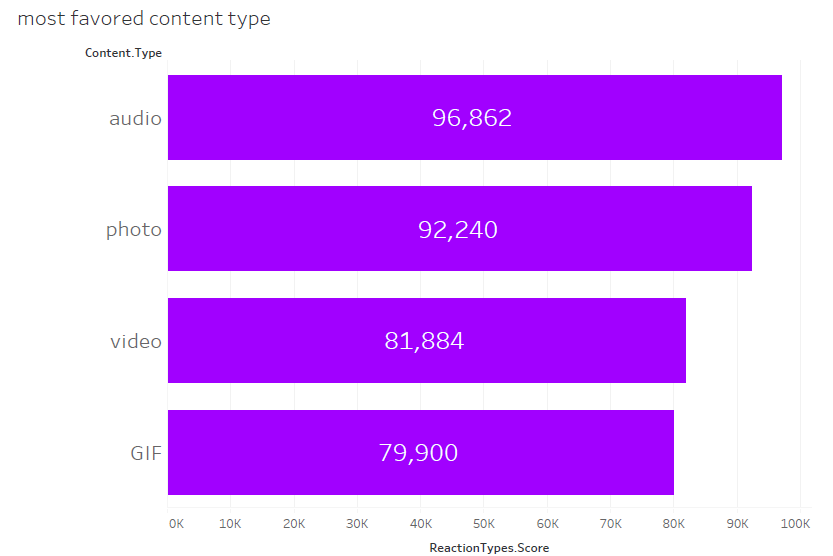 most favored content type
Content.Type
audio 96,862
photo 92,240
video 81,884
GIF 79,900
0K 10K 20K 30K 40K 50K 60K 70K 80K 90K 100K
ReactionTypes.Score